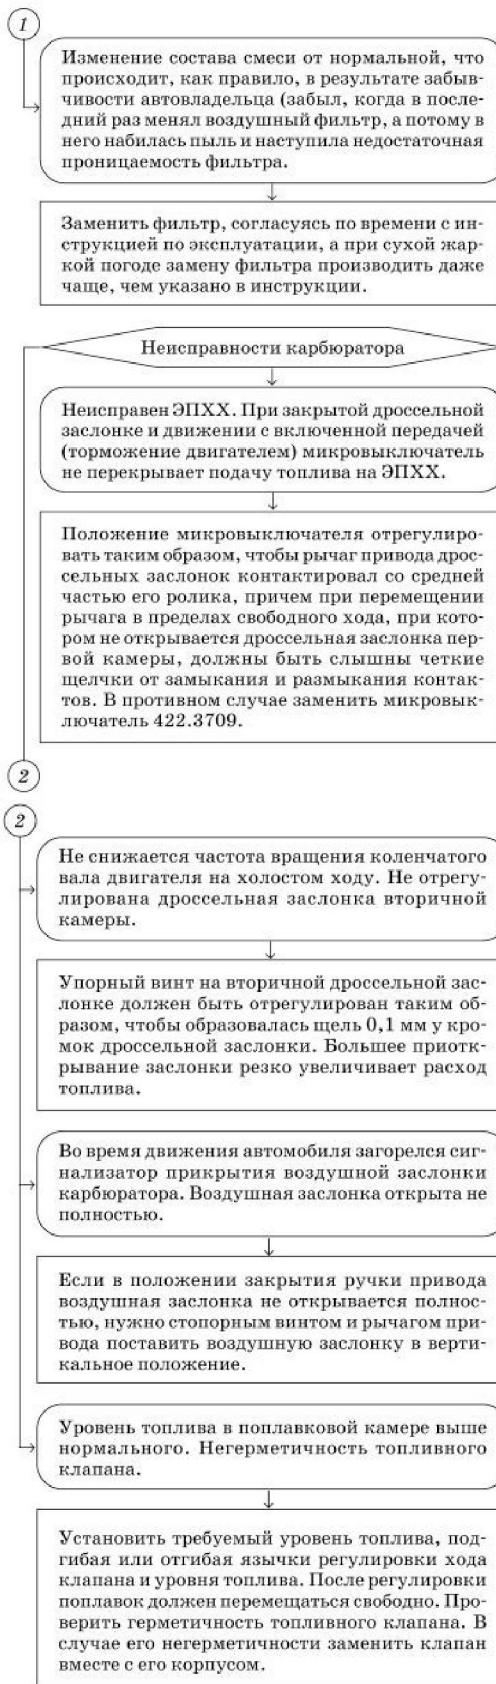 1
Изменение состава смеси от нормальной, что
происходит, как правило, в результате забыв-
чивости автовладельца (забыл, когда в после-
дний раз менял воздушный фильтр, а потому в
него набилась пыль и наступила недостаточная
проницаемость фильтра.
Заменить фильтр, согласуясь по времени с ин-
струкцией по эксплуатации, а при сухой жар-
кой погоде замену фильтра производить даже
чаще, чем указано в инструкции.
Неисправности карбюратора
Неисправен ЭПХХ. При закрытой дроссельной
заслонке и движении с включенной передачей
(торможение двигателем) микровыключатель
не перекрывает подачу топлива на ЭПХХ.
Положение микровыключателя отрегулиро-
вать таким образом, чтобы рычаг привода дрос-
сельных заслонок контактировал со средней
частью его ролика, причем при перемещении
рычага в пределах свободного хода, при кото-
ром не открывается дроссельная заслонка пер-
вой камеры, должны быть слышны четкие
щелчки от замыкания и размыкания контак-
тов. В противном случае заменить микровык-
лючатель 422.3709.
2
2
Не снижается частота вращения коленчатого
вала двигателя на холостом ходу. Не отрегу-
лирована дроссельная заслонка вторичной
камеры.
Упорный винт на вторичной дроссельной зас-
лонке должен быть отрегулирован таким об-
разом, чтобы образовалась щель 0,1 мм у кро-
мок дроссельной заслонки. Большее приотк-
рывание заслонки резко увеличивает расход
топлива.
Во время движения автомобиля загорелся сиг-
нализатор прикрытия воздушной заслонки
карбюратора. Воздушная заслонка открыта не
полностью.
Если в положении закрытия ручки привода
воздушная заслонка не открывается полнос-
тью, нужно стопорным винтом и рычагом при-
вода поставить воздушную заслонку в верти-
кальное положение.
Уровень топлива в поплавковой камере выше
нормального. Негерметичность топливного
клапана.
Установить требуемый уровень топлива, под-
гибая или отгибая язычки регулировки хода
клапана и уровня топлива. После регулировки
поплавок должен перемещаться свободно. Про-
верить герметичность топливного клапана. В
случае его негерметичности заменить клапан
вместе с его корпусом.